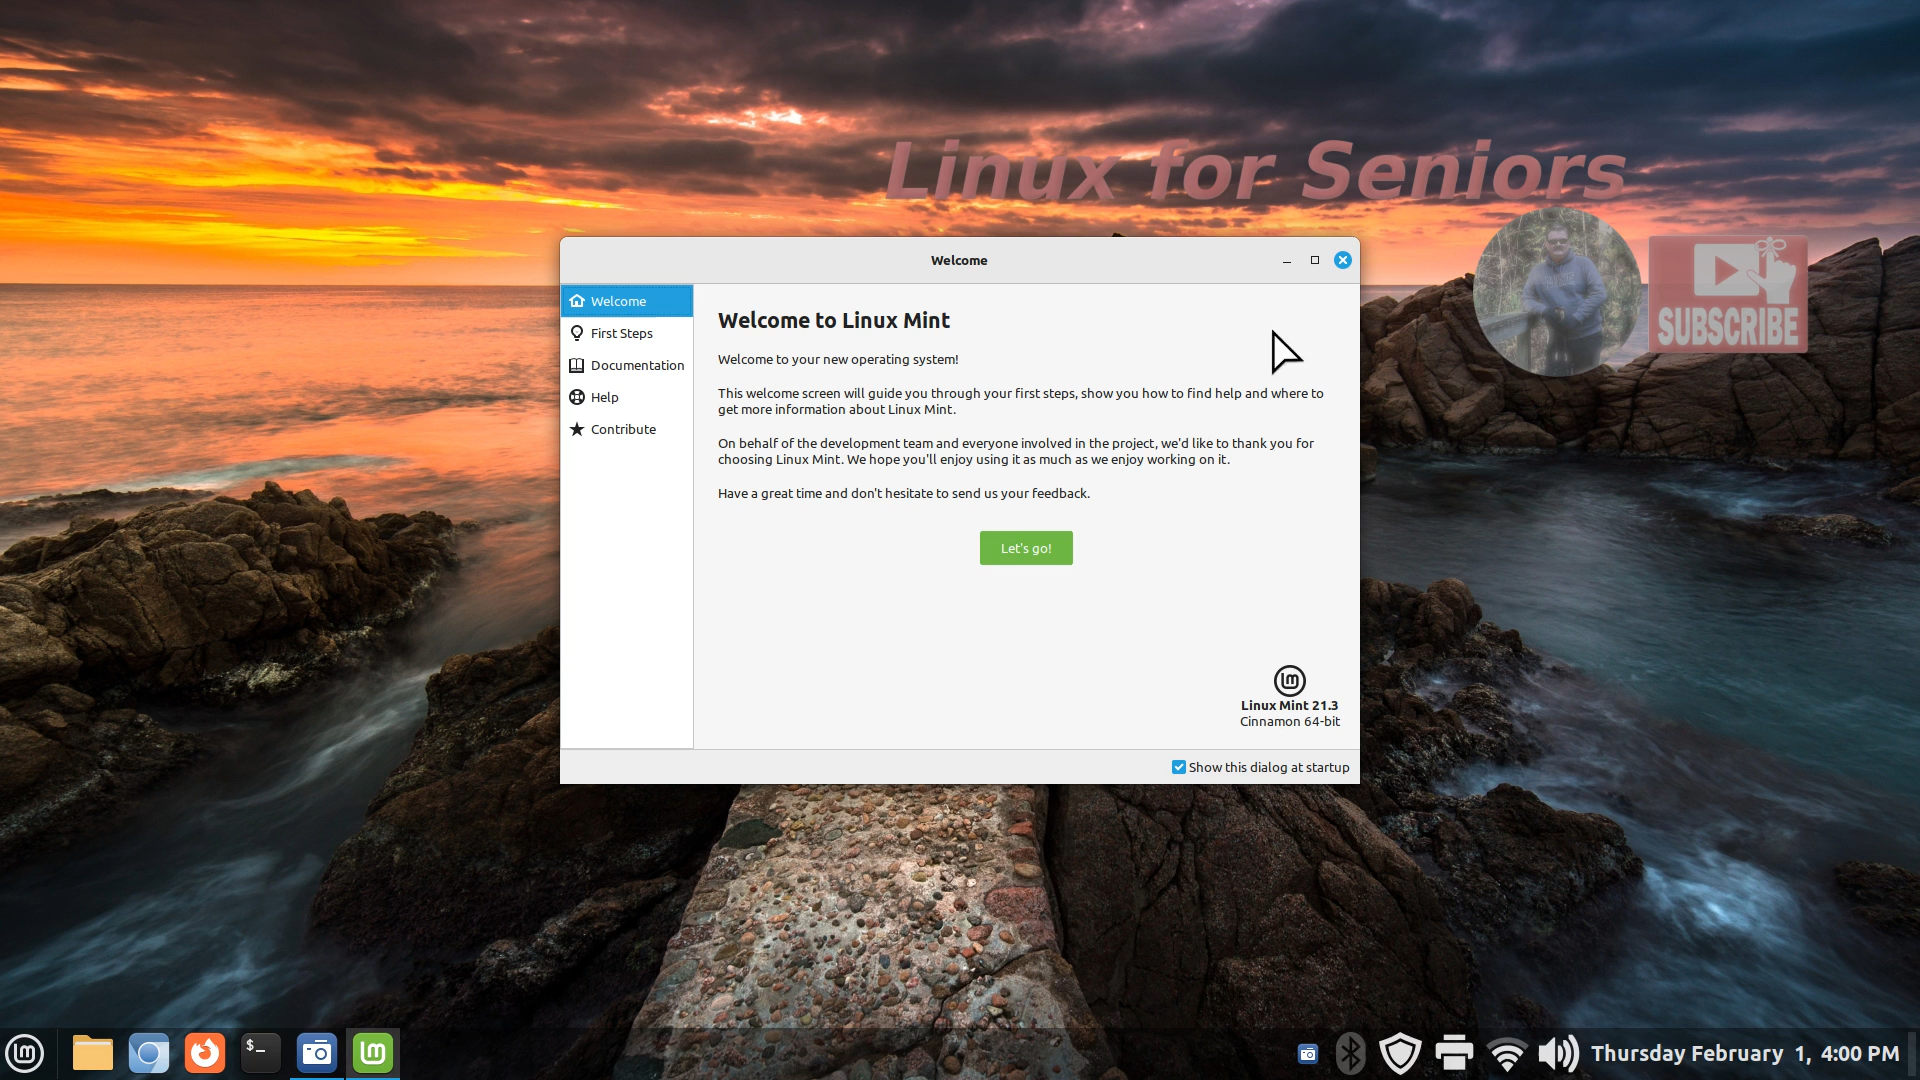 Linux for Seniors
SUBSCRIBE
Welcome
Welcome
First Steps
Documentation
Help
Contribute
Welcome to Linux Mint
Welcome to your new operating system!
This welcome screen will guide you through your first steps, show you how to find help and where to
get more information about Linux Mint.
On behalf of the development team and everyone involved in the project, we'd like to thank you for
choosing Linux Mint. We hope you'll enjoy using it as much as we enjoy working on it.
Have a great time and don't hesitate to send us your feedback.
Let's go!
Linux Mint 21.3
Cinnamon 64-bit
Show this dialog at startup
$_
Thursday February 1, 4:00 PM